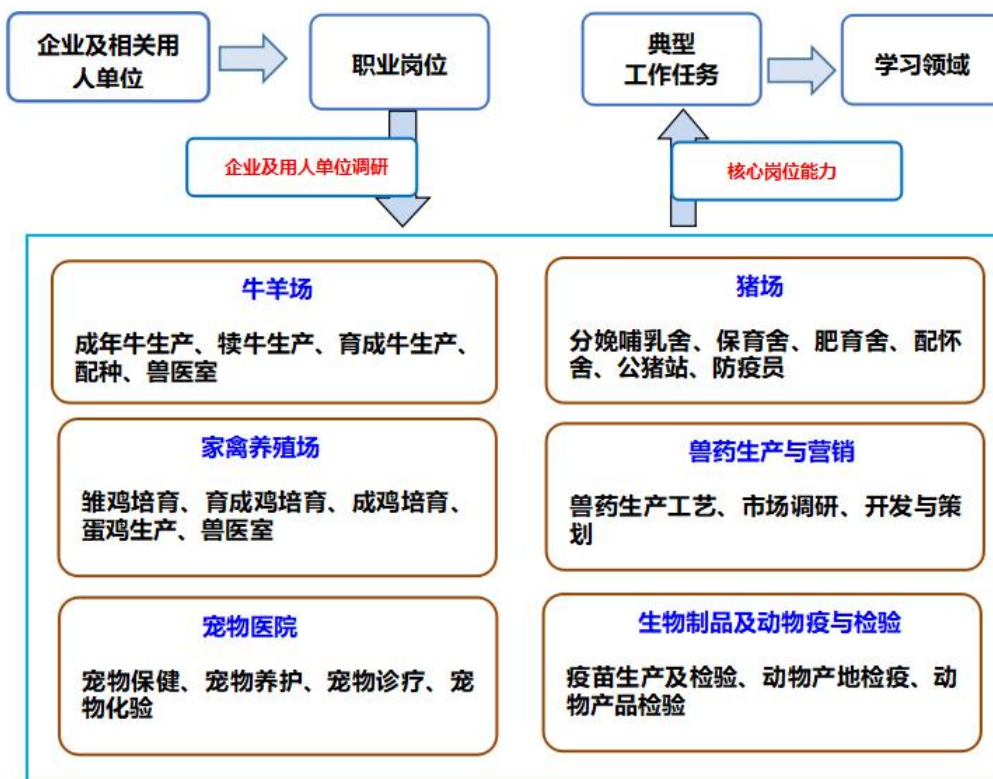 企业及相关用
人单位
职业岗位
典型
工作任务
学习领域
企业及用人单位调研
核心岗位能力
牛羊场
成年牛生产、犊牛生产、育成牛生产、
配种、兽医室
猪场
分娩哺乳舍、保育舍、肥育舍、配怀
舍、公猪站、防疫员
家禽养殖场
雏鸡培育、育成鸡培育、成鸡培育、
蛋鸡生产、兽医室
兽药生产与营销
兽药生产工艺、市场调研、开发与策
划
宠物医院
宠物保健、宠物养护、宠物诊疗、宠
物化验
生物制品及动物疫与检验
疫苗生产及检验、动物产地检疫、动
物产品检验